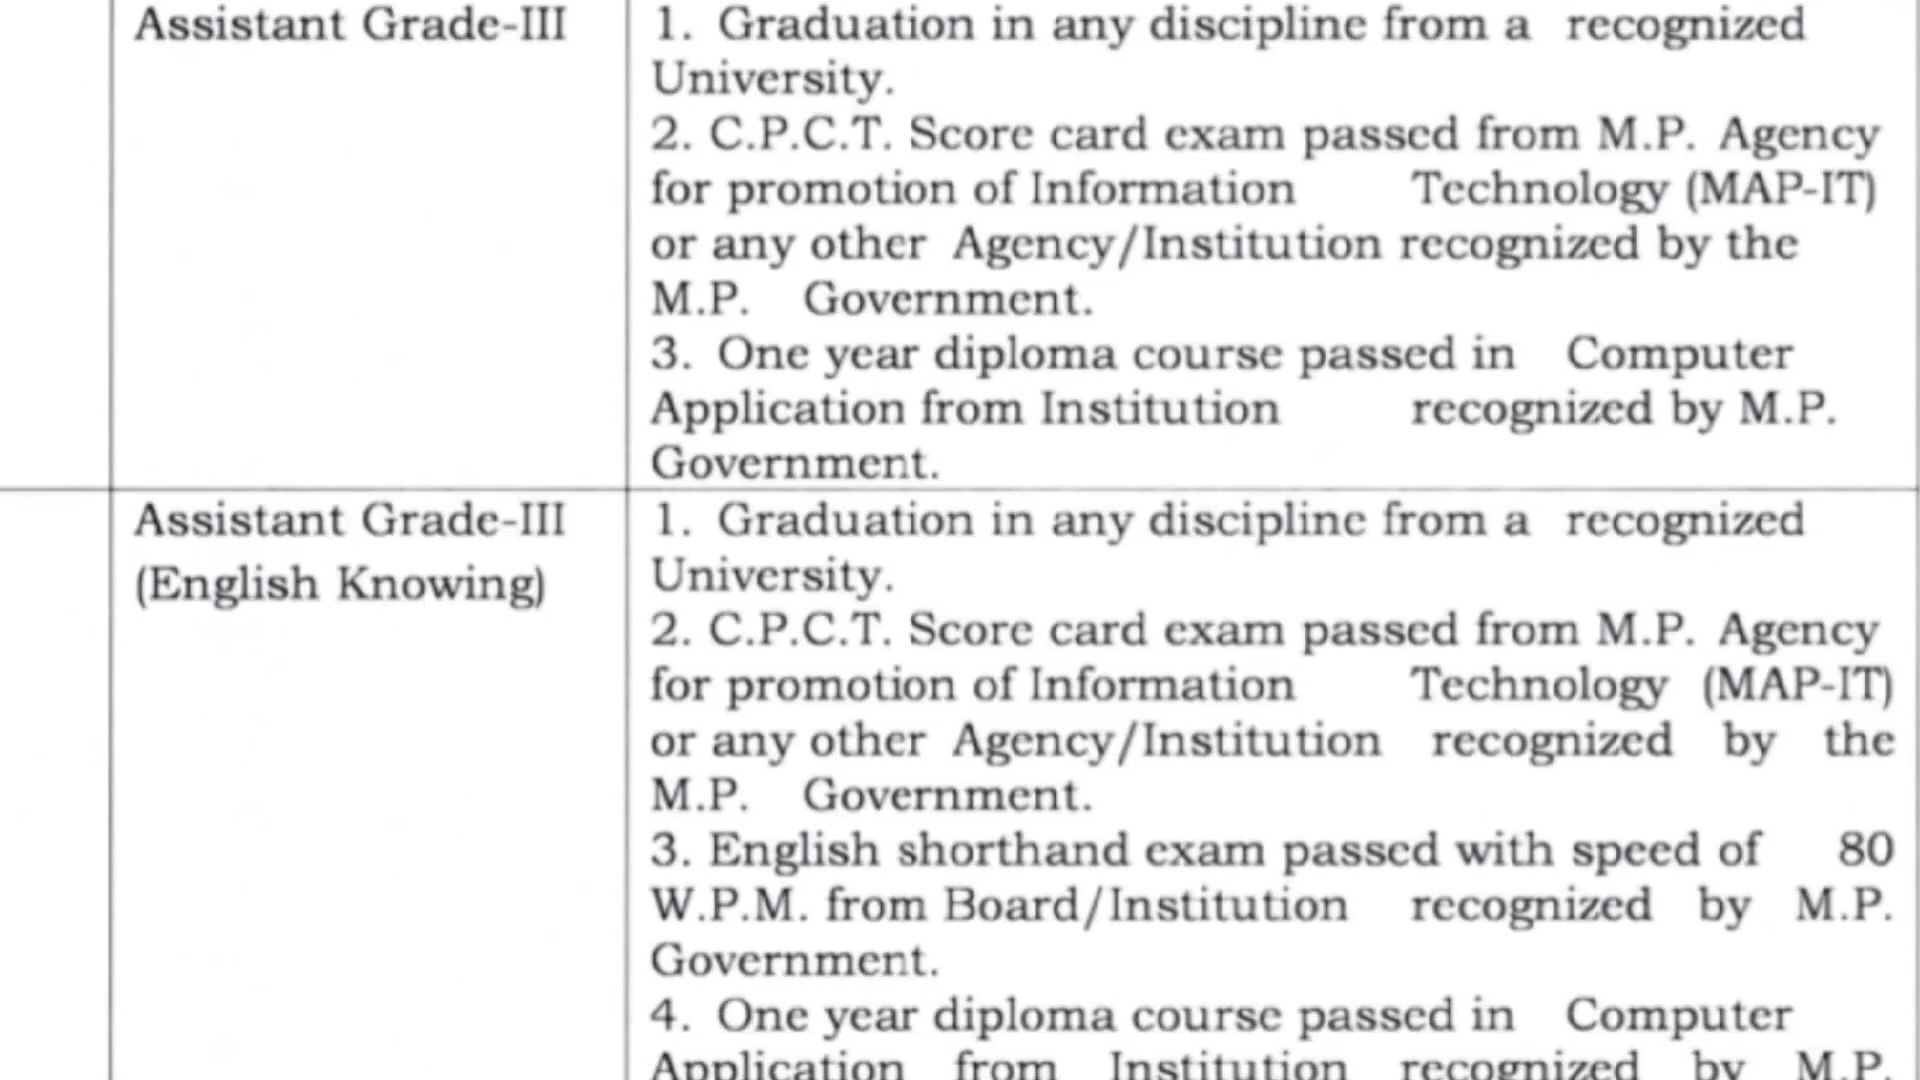 Assistant Grade-III
1. Graduation in any discipline from a recognized
University.
2. C.P.C.T. Score card exam passed from M.P. Agency
for promotion of Information Technology (MAP-IT)
or any other Agency/Institution recognized by the
M.P. Government.
3. One year diploma course passed in Computer
Application from Institution recognized by M.P.
Government.
Assistant Grade-III
(English Knowing)
1. Graduation in any discipline from a recognized
University.
2. C.P.C.T. Score card exam passed from M.P. Agency
for promotion of Information Technology (MAP-IT)
or any other Agency/Institution recognized by the
M.P. Government.
3. English shorthand exam passed with speed of 80
W.P.M. from Board/Institution recognized by M.P.
Government.
4. One year diploma course passed in Computer
Application from Institution recognized by M.P.